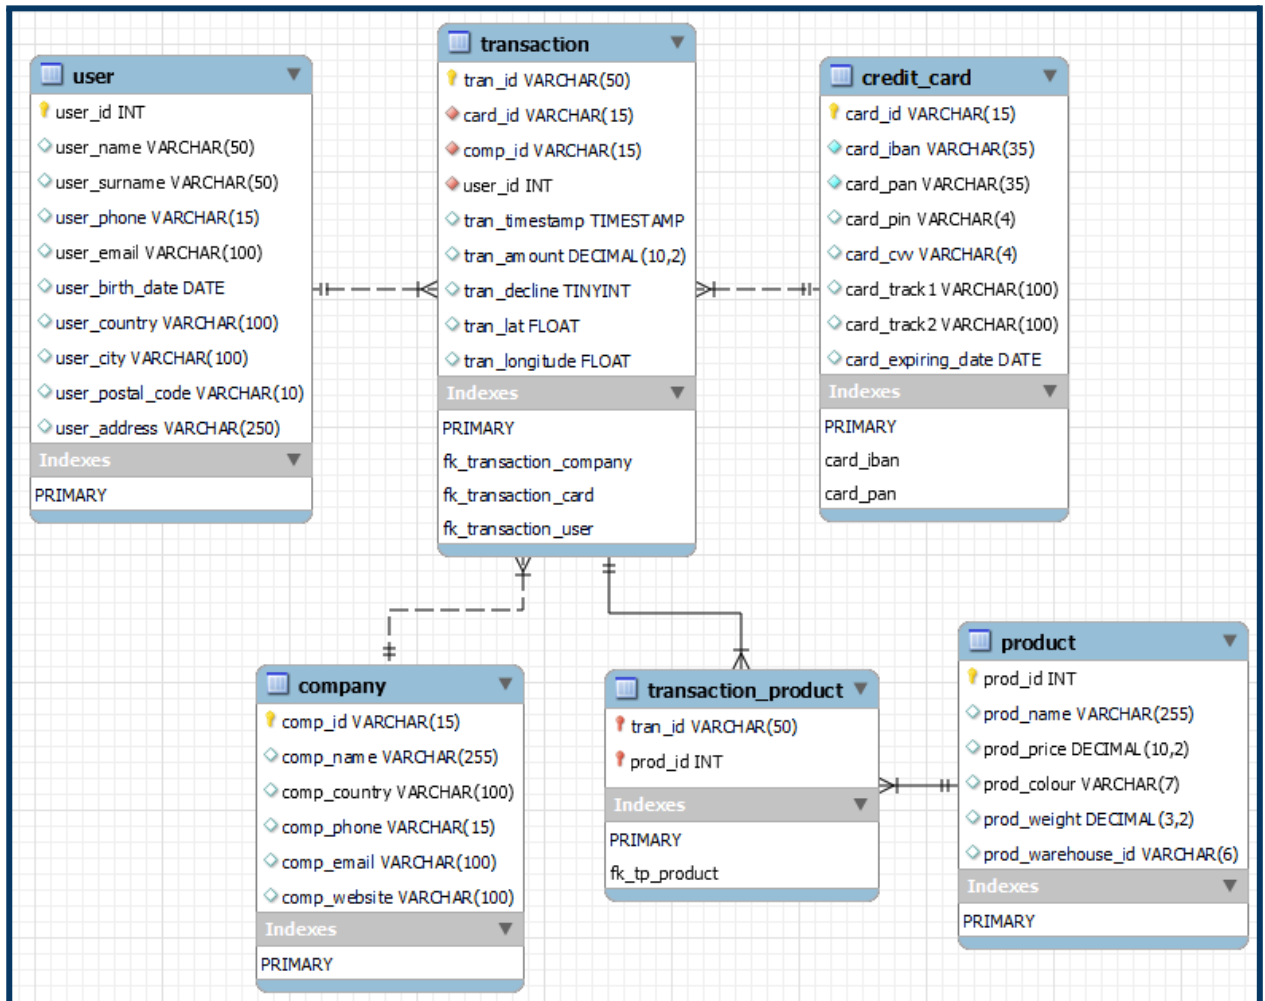 user
user_id INT
user_name VARCHAR(50)
user_surname VARCHAR(50)
user_phone VARCHAR(15)
user_email VARCHAR(100)
user_birth_date DATE
user_country VARCHAR(100)
user_city VARCHAR(100)
user_postal_code VARCHAR(10)
user_address VARCHAR(250)
Indexes
PRIMARY
transaction
tran_id VARCHAR(50)
card_id VARCHAR(15)
comp_id VARCHAR(15)
user_id INT
tran_timestamp TIMESTAMP
tran_amount DECIMAL(10,2)
tran_decline TINYINT
tran_lat FLOAT
tran_longitude FLOAT
Indexes
PRIMARY
fk_transaction_company
fk_transaction_card
fk_transaction_user
credit_card
card_id VARCHAR(15)
card_iban VARCHAR(35)
card_pan VARCHAR(35)
card_pin VARCHAR(4)
card_cvv VARCHAR(4)
card_track1 VARCHAR(100)
card_track2 VARCHAR(100)
card_expiring_date DATE
Indexes
PRIMARY
card_iban
card_pan
company
comp_id VARCHAR(15)
comp_name VARCHAR(255)
comp_country VARCHAR(100)
comp_phone VARCHAR(15)
comp_email VARCHAR(100)
comp_website VARCHAR(100)
Indexes
PRIMARY
transaction_product
tran_id VARCHAR(50)
prod_id INT
Indexes
PRIMARY
fk_tp_product
product
prod_id INT
prod_name VARCHAR(255)
prod_price DECIMAL(10,2)
prod_colour VARCHAR(7)
prod_weight DECIMAL(3,2)
prod_warehouse_id VARCHAR(6)
Indexes
PRIMARY